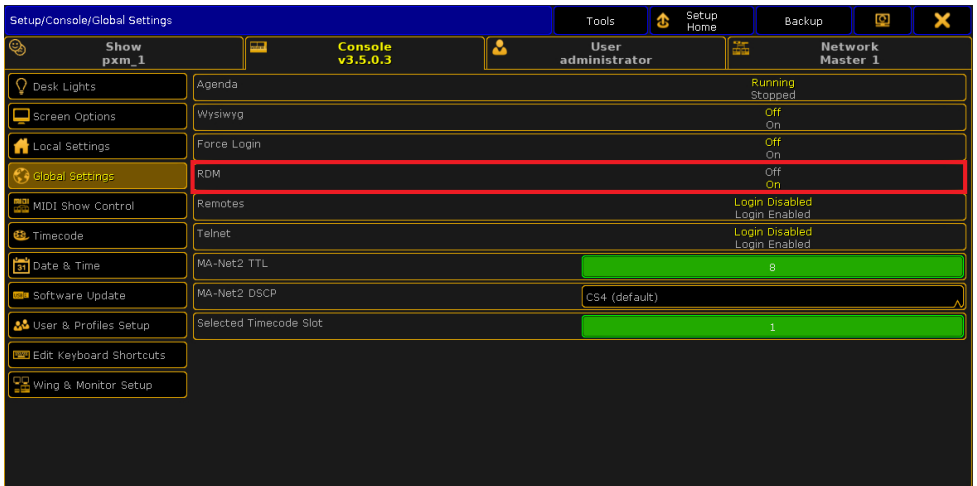 Setup/Console/Global Settings
Tools
Setup
Home
Backup
Show
pxm_1
Console
v3.5.0.3
User
administrator
Network
Master 1
Desk Lights
Screen Options
Local Settings
Global Settings
MIDI Show Control
Timecode
Date & Time
Software Update
User & Profiles Setup
Edit Keyboard Shortcuts
Wing & Monitor Setup
Agenda
Running
Stopped
Wysiwyg
Off
On
Force Login
Off
On
RDM
Off
On
Remotes
Login Disabled
Login Enabled
Telnet
Login Disabled
Login Enabled
MA-Net2 TTL
8
MA-Net2 DSCP
CS4 (default)
Selected Timecode Slot
1